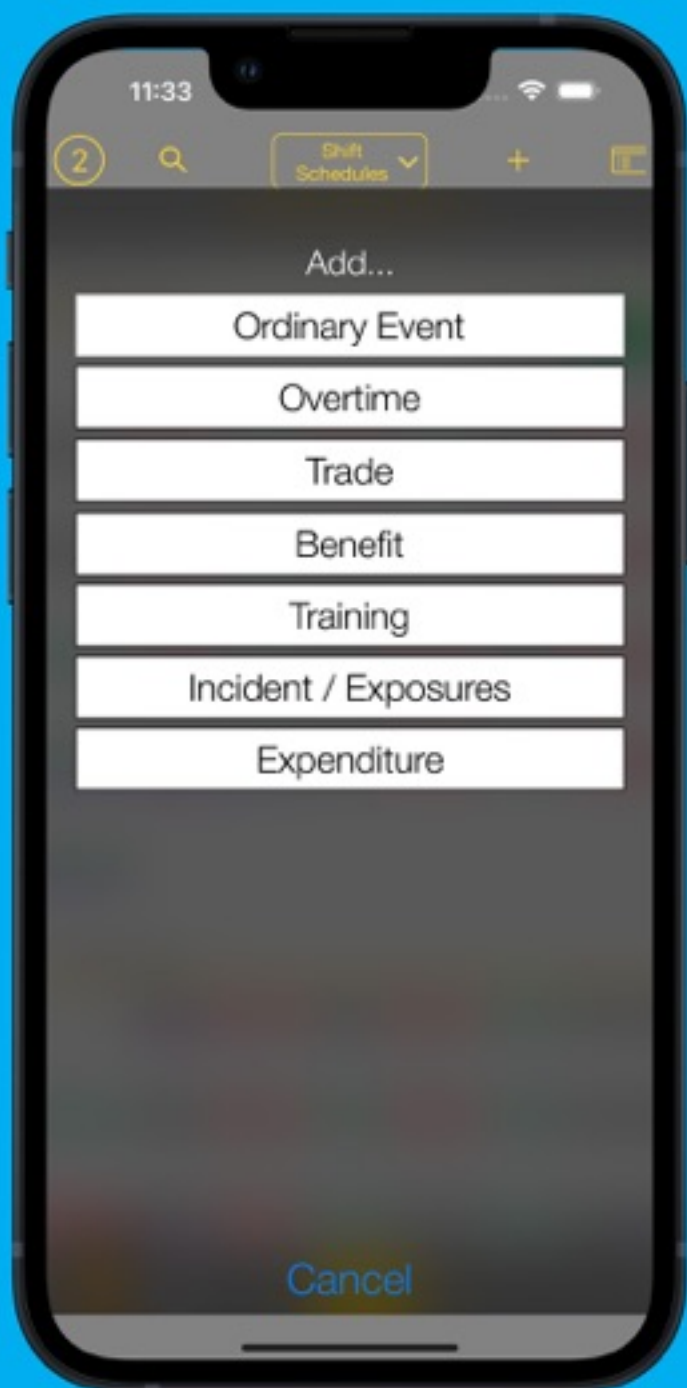 11:33
2
Shift
Schedules
Add...
Ordinary Event
Overtime
Trade
Benefit
Training
Incident / Exposures
Expenditure
Cancel